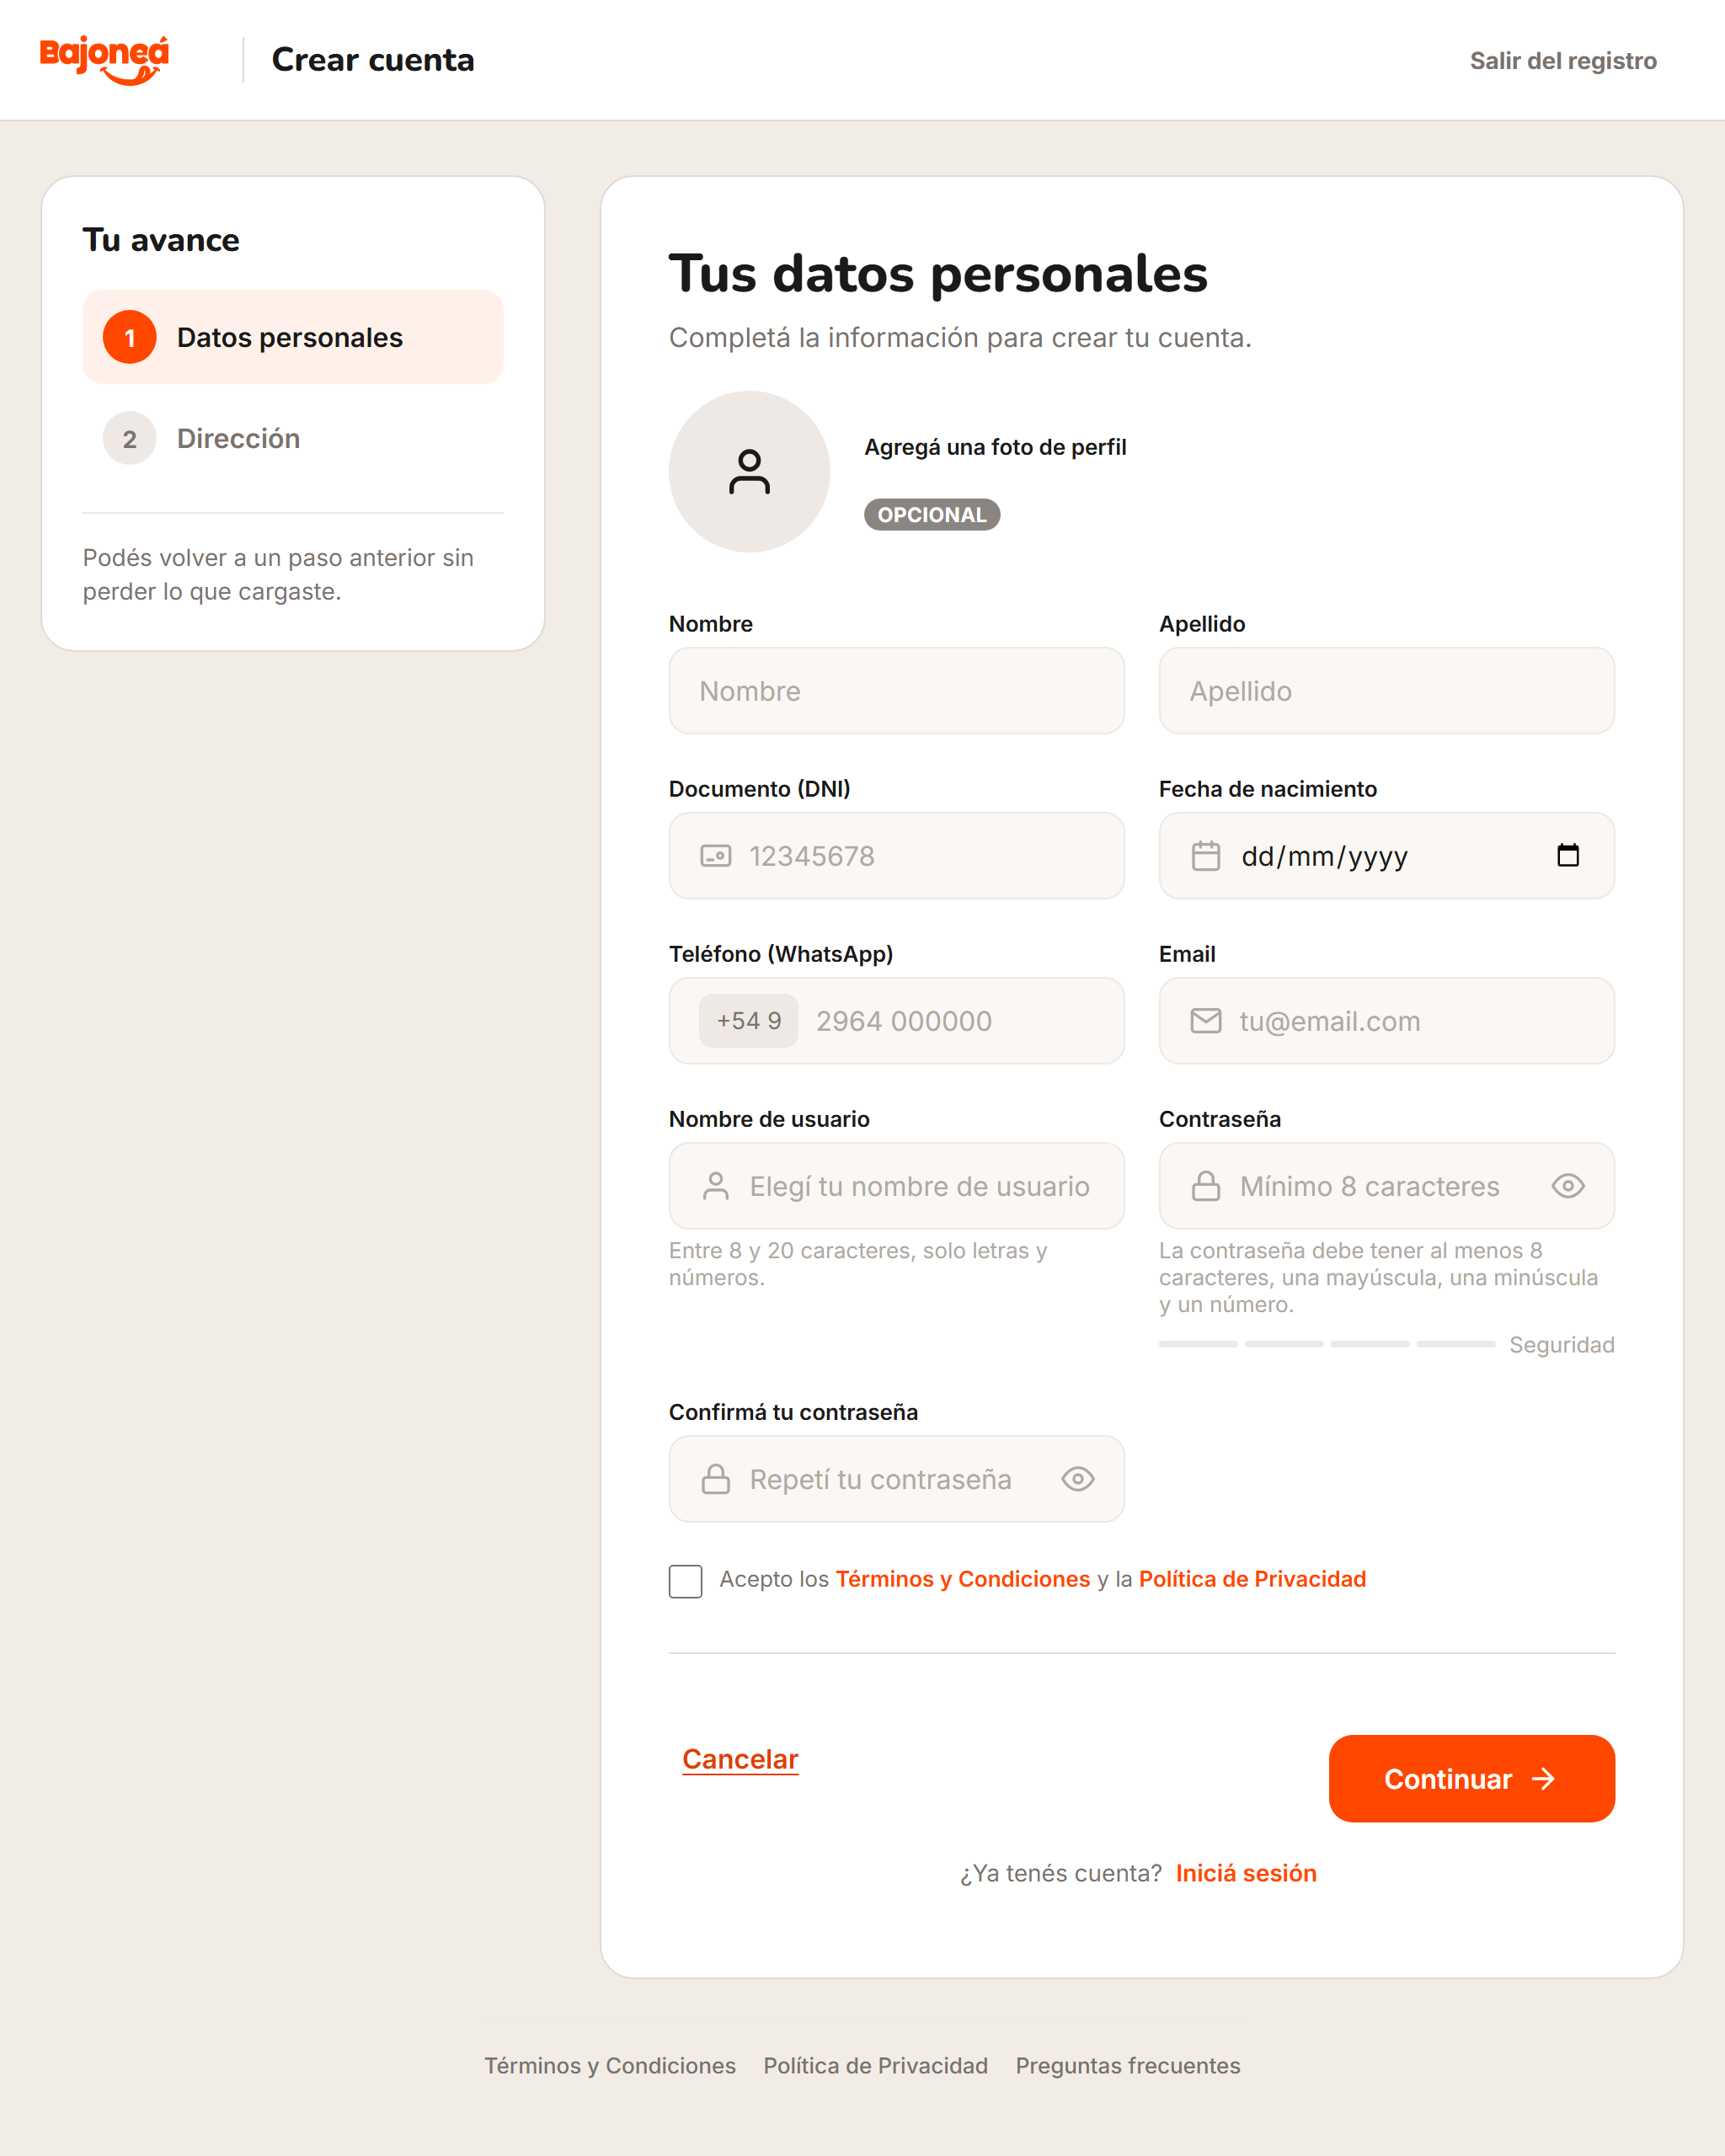 Bajoneá
Crear cuenta
Salir del registro
Tu avance
1 Datos personales
2 Dirección
Podés volver a un paso anterior sin
perder lo que cargaste.
Tus datos personales
Completá la información para crear tu cuenta.
Agregá una foto de perfil
OPCIONAL
Nombre
Nombre
Apellido
Apellido
Documento (DNI)
12345678
Fecha de nacimiento
dd/mm/yyyy
Teléfono (WhatsApp)
+54 9 2964 000000
Email
tu@email.com
Nombre de usuario
Elegí tu nombre de usuario
Entre 8 y 20 caracteres, solo letras y
números.
Contraseña
Mínimo 8 caracteres
La contraseña debe tener al menos 8
caracteres, una mayúscula, una minúscula
y un número.
Seguridad
Confirmá tu contraseña
Repetí tu contraseña
Acepto los Términos y Condiciones y la Política de Privacidad
Cancelar
Continuar
¿Ya tenés cuenta? Iniciá sesión
Términos y Condiciones Política de Privacidad Preguntas frecuentes